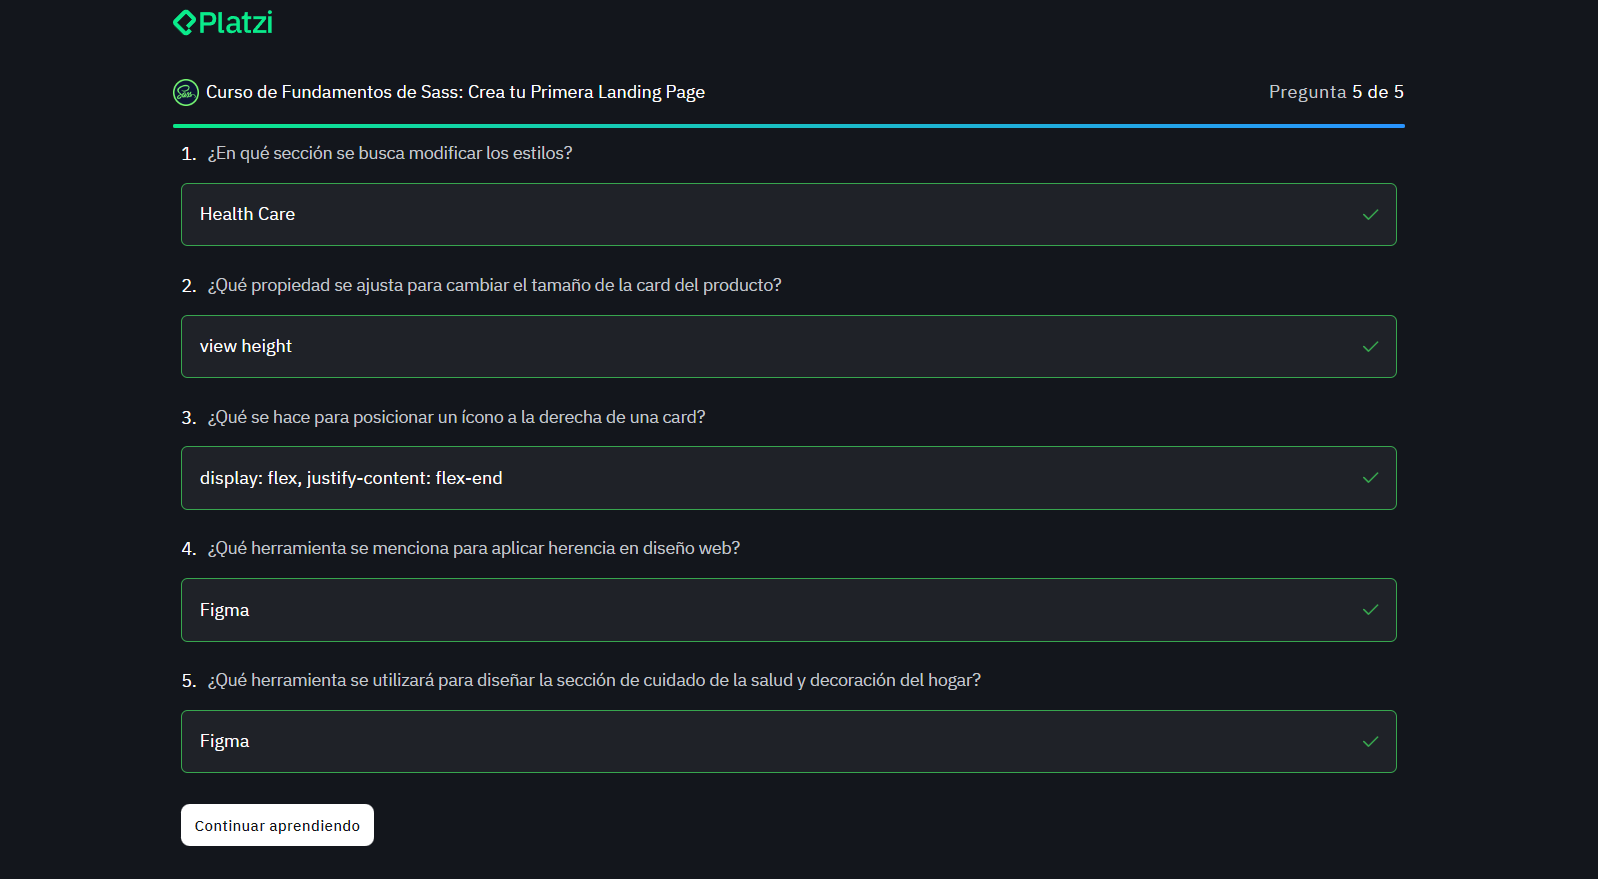 Platzi
Sass Curso de Fundamentos de Sass: Crea tu Primera Landing Page
Pregunta 5 de 5
1. ¿En qué sección se busca modificar los estilos?
Health Care
2. ¿Qué propiedad se ajusta para cambiar el tamaño de la card del producto?
view height
3. ¿Qué se hace para posicionar un ícono a la derecha de una card?
display: flex, justify-content: flex-end
4. ¿Qué herramienta se menciona para aplicar herencia en diseño web?
Figma
5. ¿Qué herramienta se utilizará para diseñar la sección de cuidado de la salud y decoración del hogar?
Figma
Continuar aprendiendo